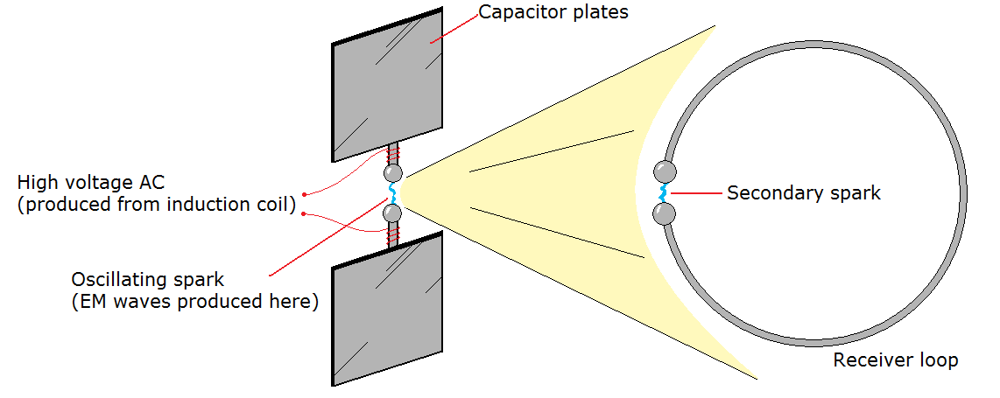 Capacitor plates
High voltage AC
(produced from induction coil)
Secondary spark
Oscillating spark
(EM waves produced here)
Receiver loop